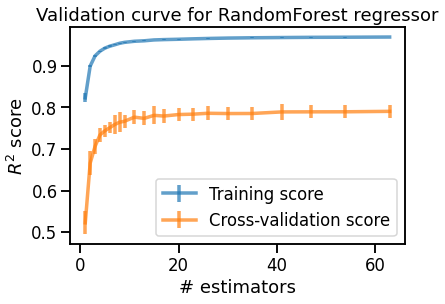 Validation curve for RandomForest regressor
0.9
0.8
0.7
0.6
0.5
R² score
Training score
Cross-validation score
0 20 40 60
# estimators